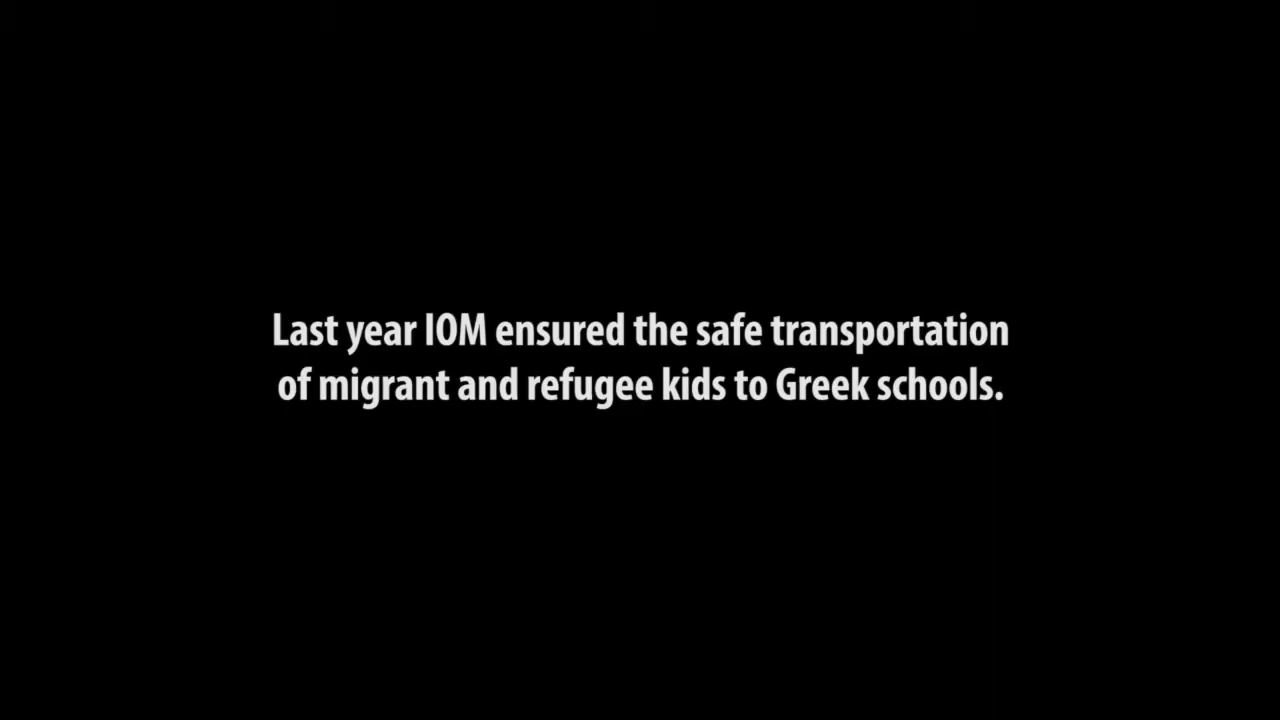 Last year IOM ensured the safe transportation
of migrant and refugee kids to Greek schools.